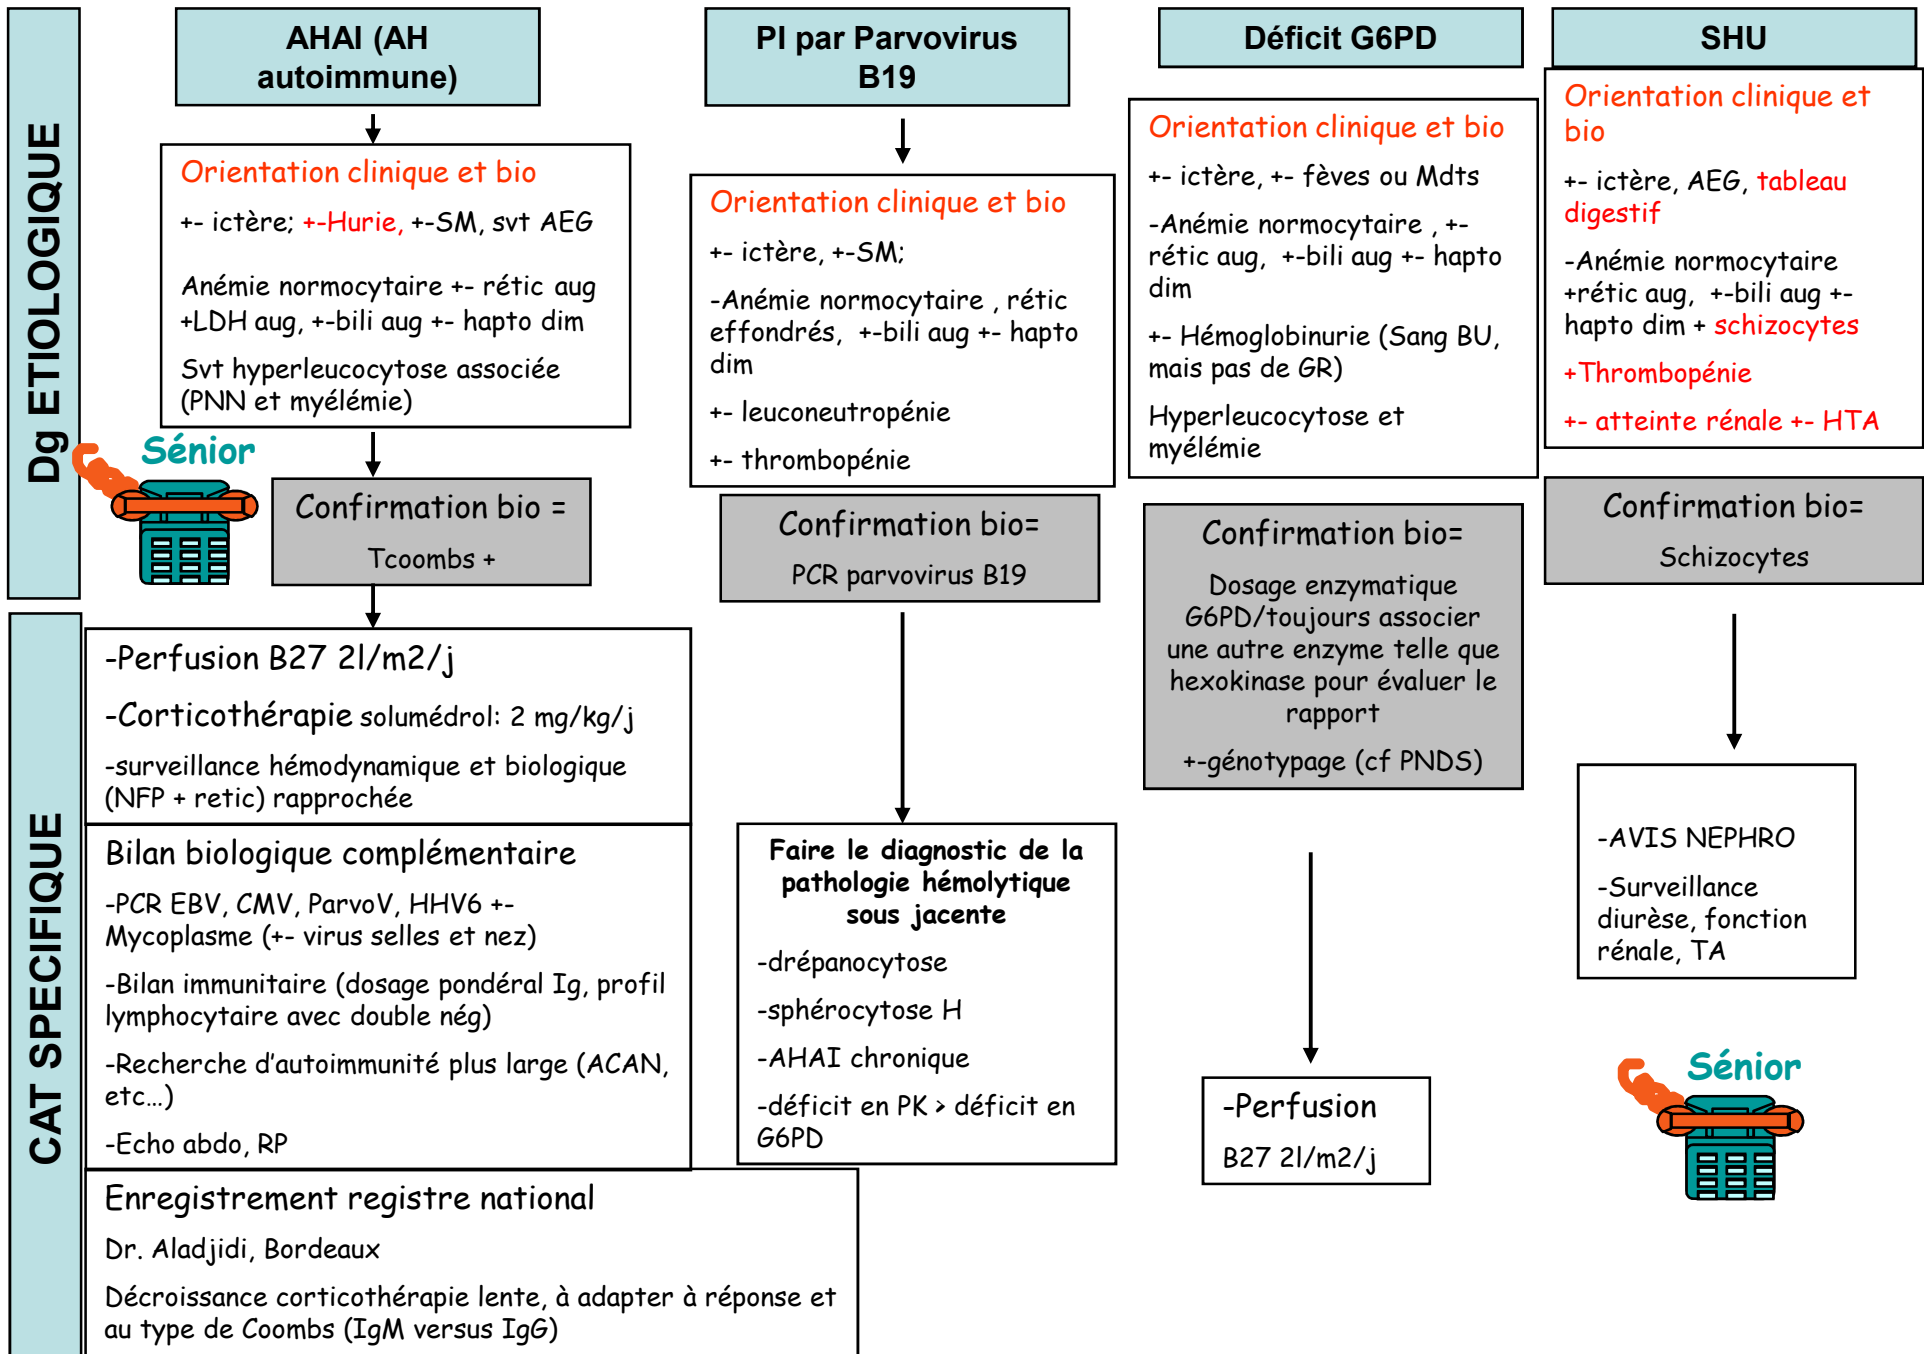 Dg ETIOLOGIQUE
AHAI (AH
autoimmune)
Orientation clinique et bio
+- ictère; +-Hurie, +-SM, svt AEG
Anémie normocytaire +- rétic aug
+LDH aug, +-bili aug +- hapto dim
Svt hyperleucocytose associée
(PNN et myélémie)
Sénior
Confirmation bio =
Tcoombs +
PI par Parvovirus
B19
Orientation clinique et bio
+- ictère, +-SM;
-Anémie normocytaire , rétic
effondrés, +-bili aug +- hapto
dim
+- leuconeutropénie
+- thrombopénie
Confirmation bio=
PCR parvovirus B19
Déficit G6PD
Orientation clinique et bio
+- ictère, +- fèves ou Mdts
-Anémie normocytaire , +-
rétic aug, +-bili aug +- hapto
dim
+- Hémoglobinurie (Sang BU,
mais pas de GR)
Hyperleucocytose et
myélémie
Confirmation bio=
Dosage enzymatique
G6PD/toujours associer
une autre enzyme telle que
hexokinase pour évaluer le
rapport
+-génotypage (cf PNDS)
SHU
Orientation clinique et
bio
+- ictère, AEG, tableau
digestif
-Anémie normocytaire
+rétic aug, +-bili aug +-
hapto dim + schizocytes
+Thrombopénie
+- atteinte rénale +- HTA
Confirmation bio=
Schizocytes
CAT SPECIFIQUE
-Perfusion B27 2l/m2/j
-Corticothérapie solumédrol: 2 mg/kg/j
-surveillance hémodynamique et biologique
(NFP + retic) rapprochée
Bilan biologique complémentaire
-PCR EBV, CMV, ParvoV, HHV6 +-
Mycoplasme (+- virus selles et nez)
-Bilan immunitaire (dosage pondéral Ig, profil
lymphocytaire avec double nég)
-Recherche d’autoimmunité plus large (ACAN,
etc…)
-Echo abdo, RP
Enregistrement registre national
Dr. Aladjidi, Bordeaux
Décroissance corticothérapie lente, à adapter à réponse et
au type de Coombs (IgM versus IgG)
Faire le diagnostic de la
pathologie hémolytique
sous jacente
-drépanocytose
-sphérocytose H
-AHAI chronique
-déficit en PK > déficit en
G6PD
-Perfusion
B27 2l/m2/j
-AVIS NEPHRO
-Surveillance
diurèse, fonction
rénale, TA
Sénior